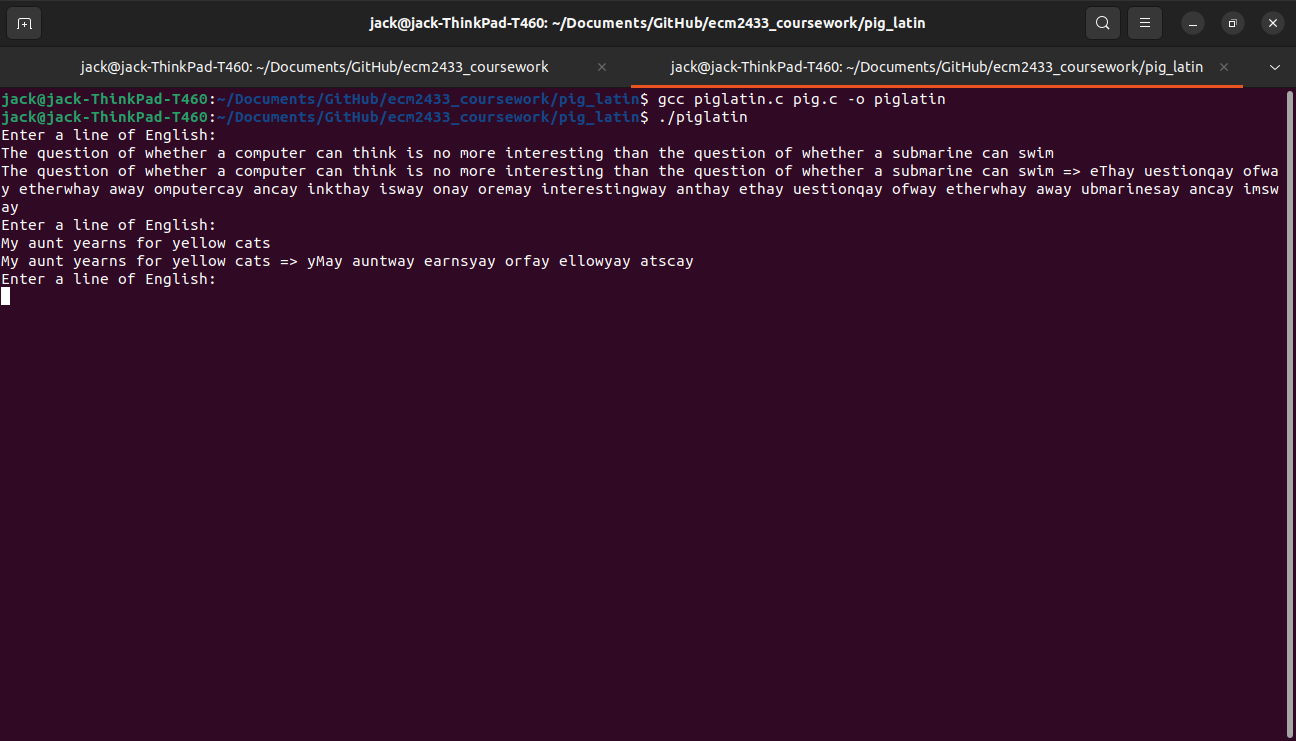 jack@jack-ThinkPad-T460: ~/Documents/GitHub/ecm2433_coursework/pig_latin
jack@jack-ThinkPad-T460: ~/Documents/GitHub/ecm2433_coursework
jack@jack-ThinkPad-T460: ~/Documents/GitHub/ecm2433_coursework/pig_latin
jack@jack-ThinkPad-T460:~/Documents/GitHub/ecm2433_coursework/pig_latin$ gcc piglatin.c pig.c -o piglatin
jack@jack-ThinkPad-T460:~/Documents/GitHub/ecm2433_coursework/pig_latin$ ./piglatin
Enter a line of English:
The question of whether a computer can think is no more interesting than the question of whether a submarine can swim
The question of whether a computer can think is no more interesting than the question of whether a submarine can swim => eThay uestionqay ofwa
y etherwhay away omputercay ancay inkthay isway onay oremay interestingway anthay ethay uestionqay ofway etherwhay away ubmarinesay ancay imsw
ay
Enter a line of English:
My aunt yearns for yellow cats
My aunt yearns for yellow cats => yMay auntway earnsyay orfay ellowyay atscay
Enter a line of English: